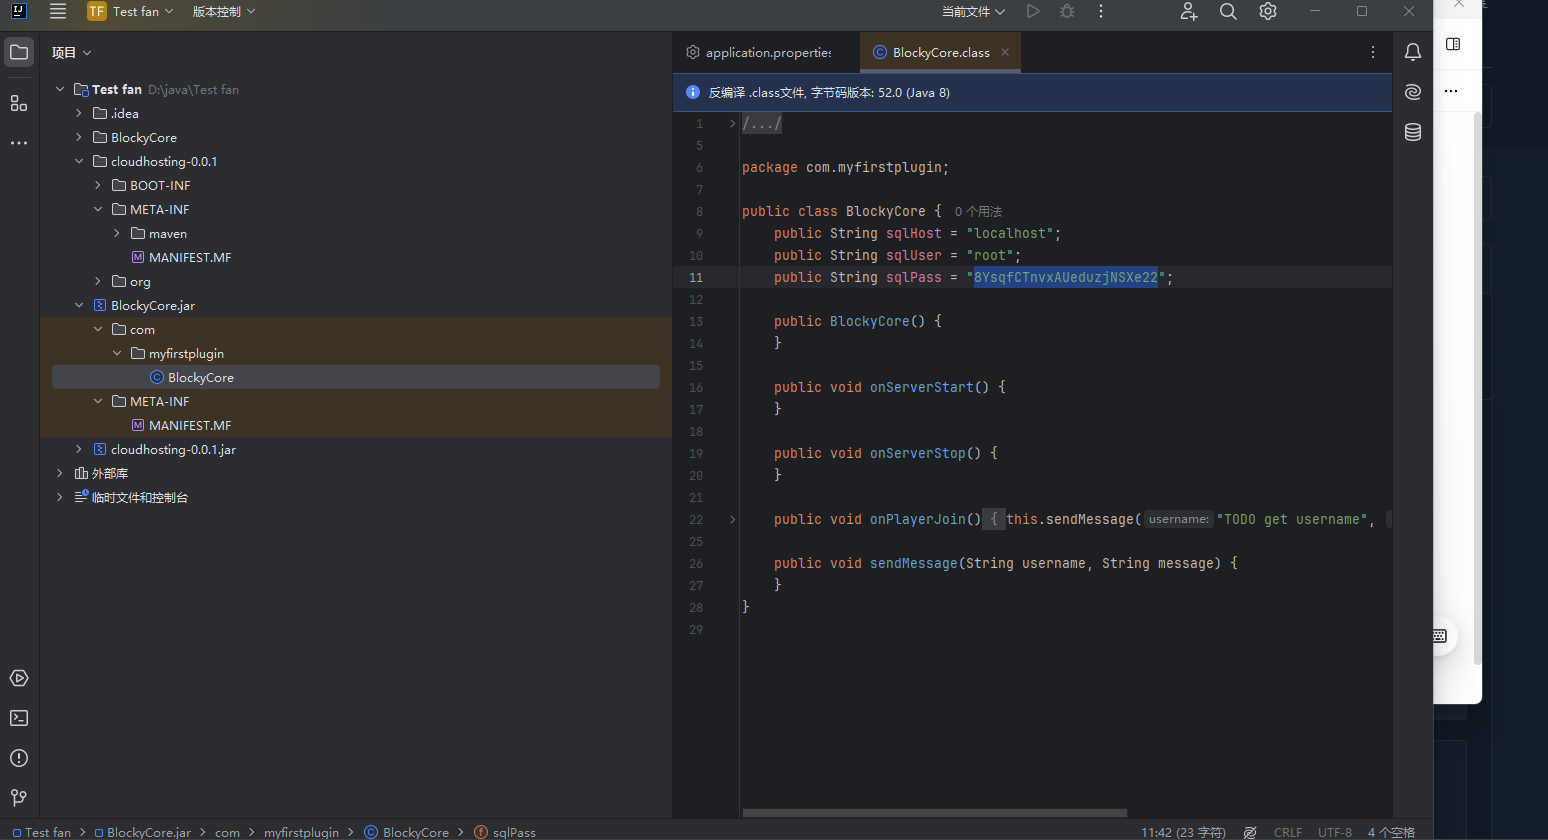 TF Test fan 版本控制 当前文件
项目
application.properties
BlockyCore.class
Test fan D:\java\Test fan
.idea
BlockyCore
cloudhosting-0.0.1
BOOT-INF
META-INF
maven
MANIFEST.MF
org
BlockyCore.jar
com
myfirstplugin
BlockyCore
META-INF
MANIFEST.MF
cloudhosting-0.0.1.jar
外部库
临时文件和控制台
反编译 .class文件, 字节码版本: 52.0 (Java 8)
1 /.../
5
6 package com.myfirstplugin;
7
8 public class BlockyCore { 0 个用法
9 public String sqlHost = "localhost";
10 public String sqlUser = "root";
11 public String sqlPass = "8YsqfCTnvxAUeduzjNSXe22";
12
13 public BlockyCore() {
14 }
15
16 public void onServerStart() {
17 }
18
19 public void onServerStop() {
20 }
21
22 public void onPlayerJoin() { this.sendMessage( username: "TODO get username",
25
26 public void sendMessage(String username, String message) {
27 }
28 }
29
Test fan > BlockyCore.jar > com > myfirstplugin > BlockyCore > sqlPass
11:42 (23 字符) CRLF UTF-8 4 个空格